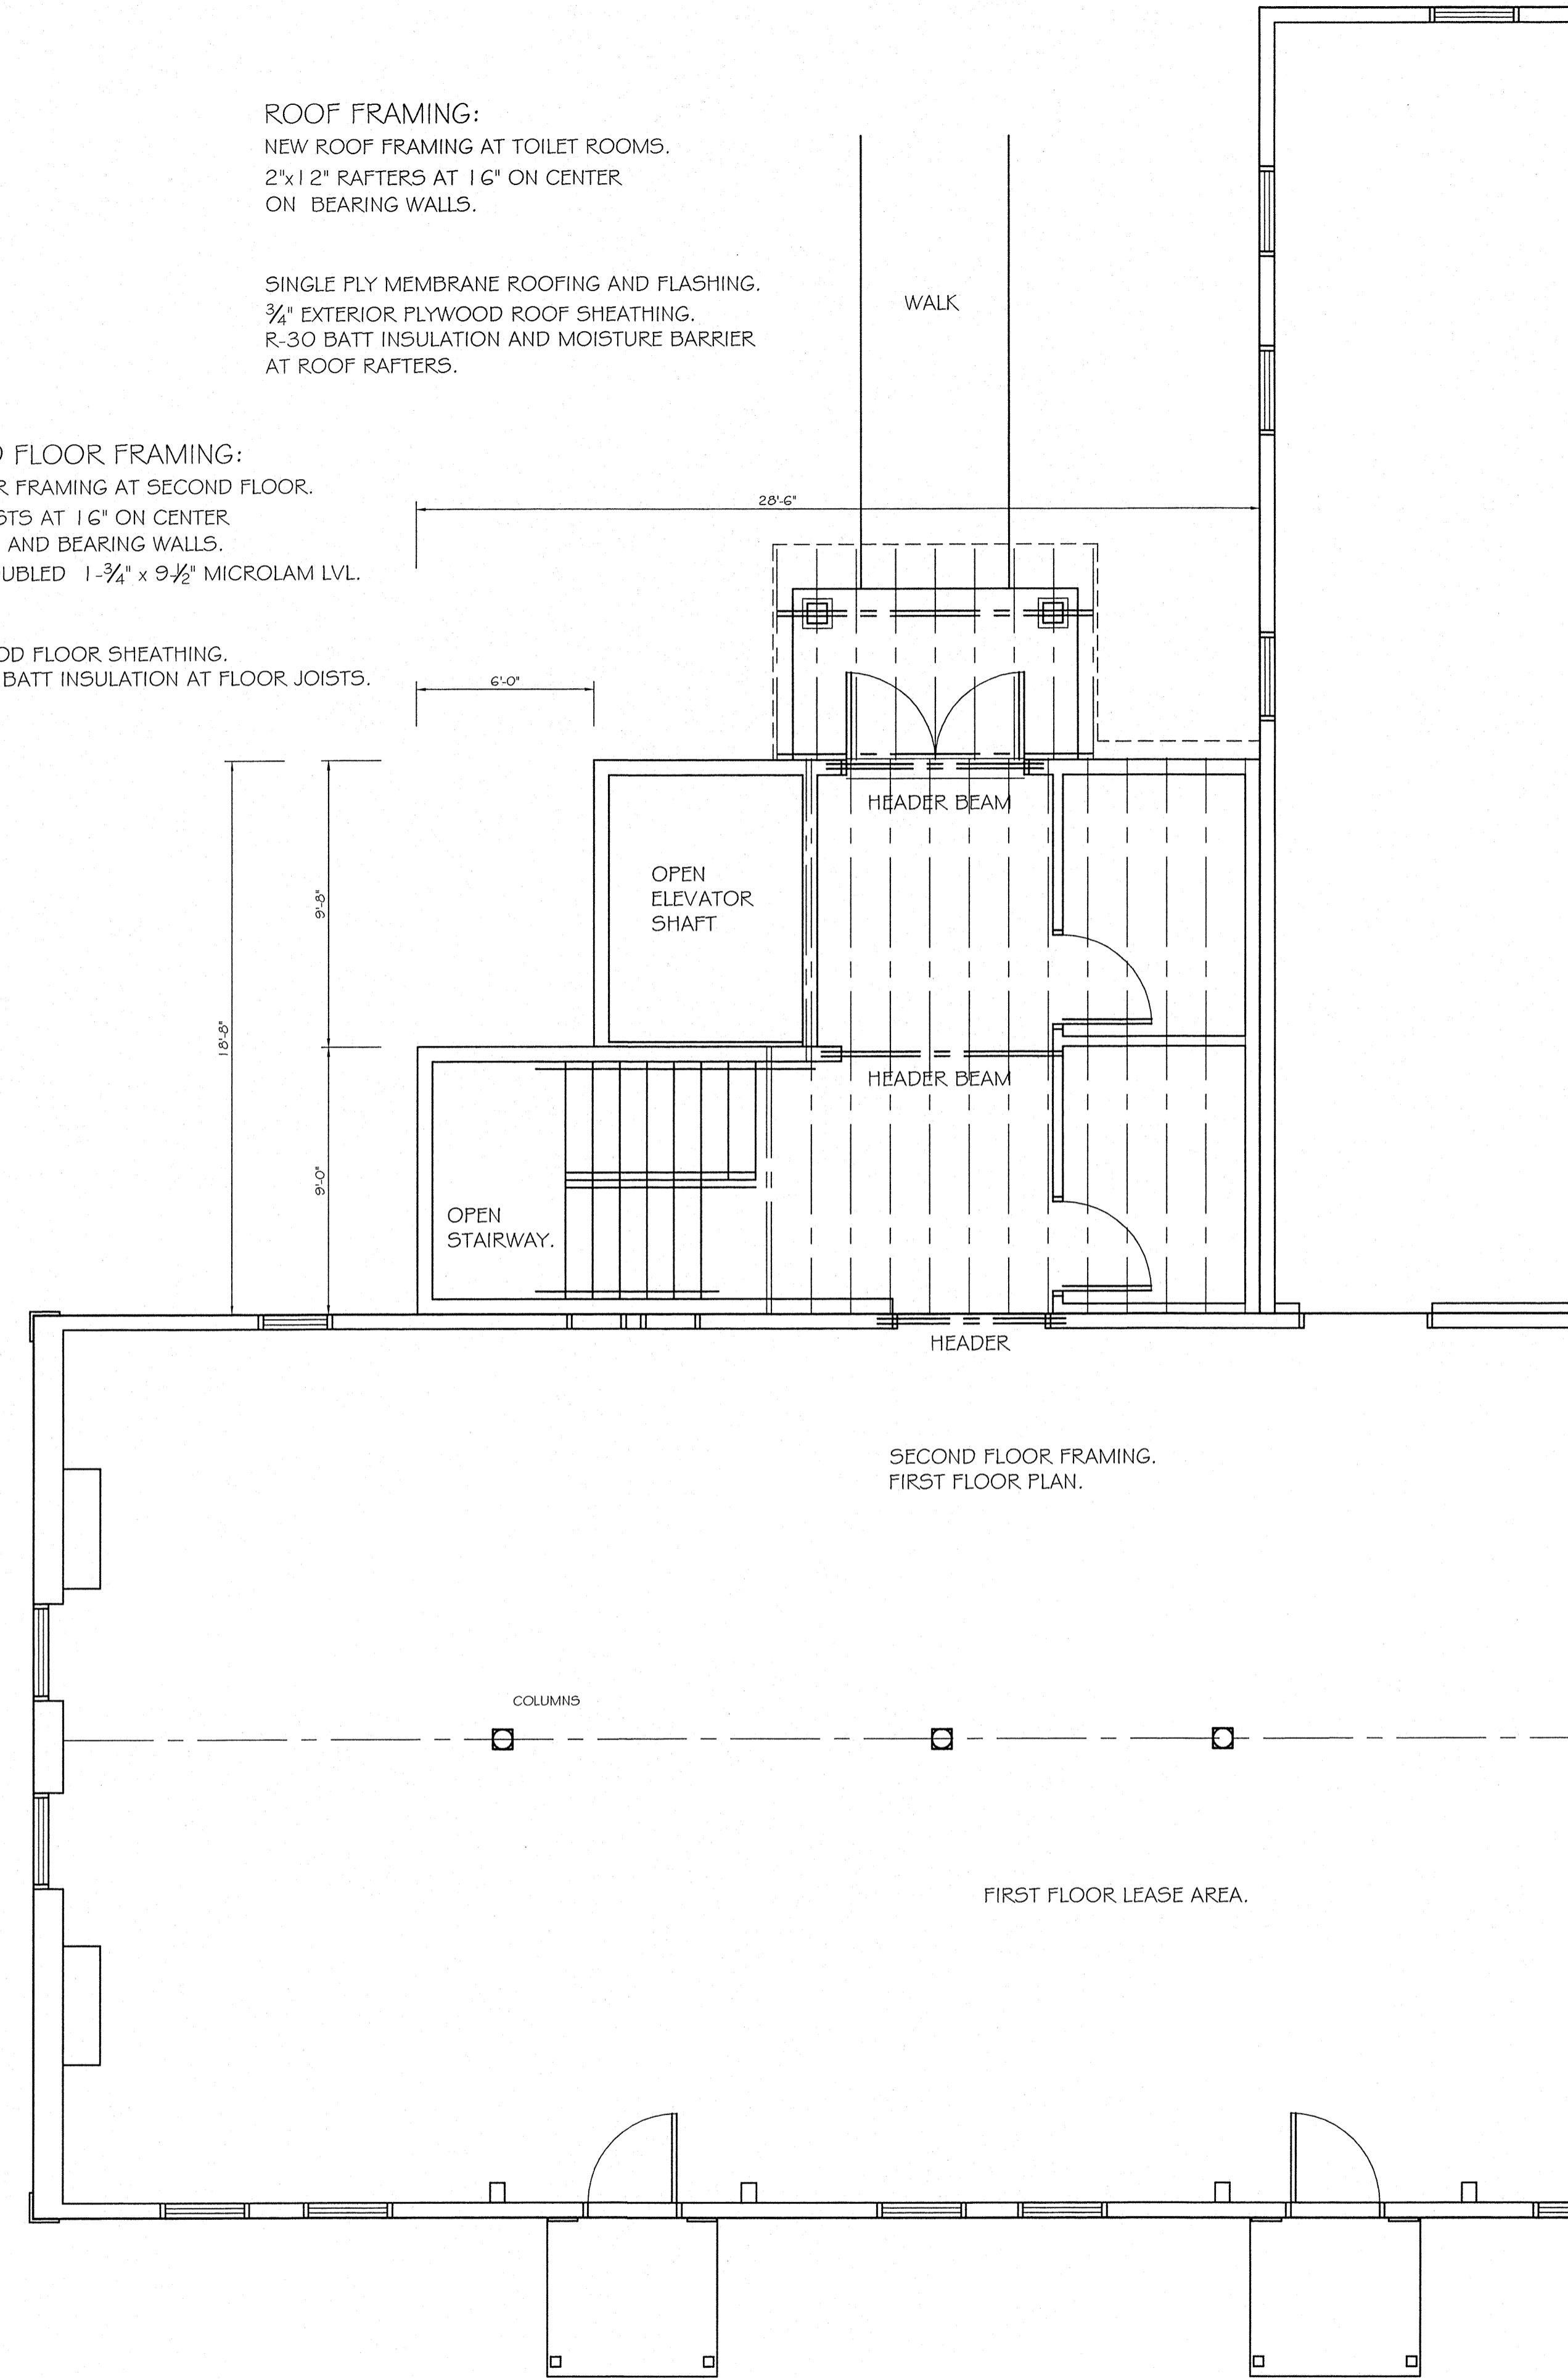 ROOF FRAMING:
NEW ROOF FRAMING AT TOILET ROOMS.
2"x12" RAFTERS AT 16" ON CENTER
ON BEARING WALLS.
SINGLE PLY MEMBRANE ROOFING AND FLASHING.
3/4" EXTERIOR PLYWOOD ROOF SHEATHING.
R-30 BATT INSULATION AND MOISTURE BARRIER
AT ROOF RAFTERS.
WALK
FLOOR FRAMING:
FRAMING AT SECOND FLOOR.
AT 16" ON CENTER
AND BEARING WALLS.
1-3/4" x 9-1/2" MICROLAM LVL.
FLOOR SHEATHING.
BATT INSULATION AT FLOOR JOISTS.
28'-6"
6'-0"
HEADER BEAM
OPEN
ELEVATOR
SHAFT
9'-8"
18'-8"
HEADER BEAM
9'-0"
OPEN
STAIRWAY.
HEADER
SECOND FLOOR FRAMING.
FIRST FLOOR PLAN.
COLUMNS
FIRST FLOOR LEASE AREA.